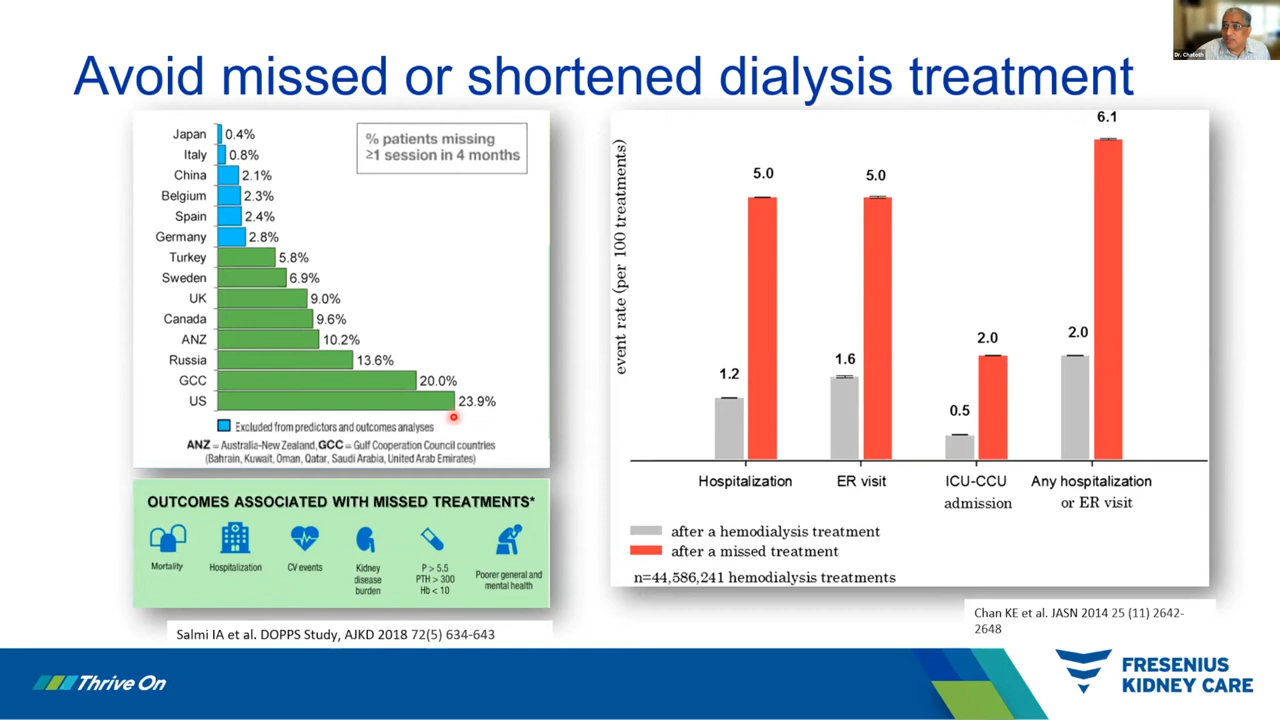 Dr. Chatoth
Avoid missed or shortened dialysis treatment
% patients missing
≥1 session in 4 months
Japan 0.4%
Italy 0.8%
China 2.1%
Belgium 2.3%
Spain 2.4%
Germany 2.8%
Turkey 5.8%
Sweden 6.9%
UK 9.0%
Canada 9.6%
ANZ 10.2%
Russia 13.6%
GCC 20.0%
US 23.9%
Excluded from predictors and outcomes analyses
ANZ = Australia-New Zealand, GCC = Gulf Cooperation Council countries
(Bahrain, Kuwait, Oman, Qatar, Saudi Arabia, United Arab Emirates)
OUTCOMES ASSOCIATED WITH MISSED TREATMENTS*
Mortality
Hospitalization
CV events
Kidney
disease
burden
P > 5.5
PTH > 300
Hb < 10
Poorer general and
mental health
Salmi IA et al. DOPPS Study, AJKD 2018 72(5) 634-643
event rate (per 100 treatments)
1.2 5.0
1.6 5.0
0.5 2.0
2.0 6.1
Hospitalization
ER visit
ICU-CCU
admission
Any hospitalization
or ER visit
after a hemodialysis treatment
after a missed treatment
n=44,586,241 hemodialysis treatments
Chan KE et al. JASN 2014 25 (11) 2642-
2648
Thrive On
FRESENIUS
KIDNEY CARE